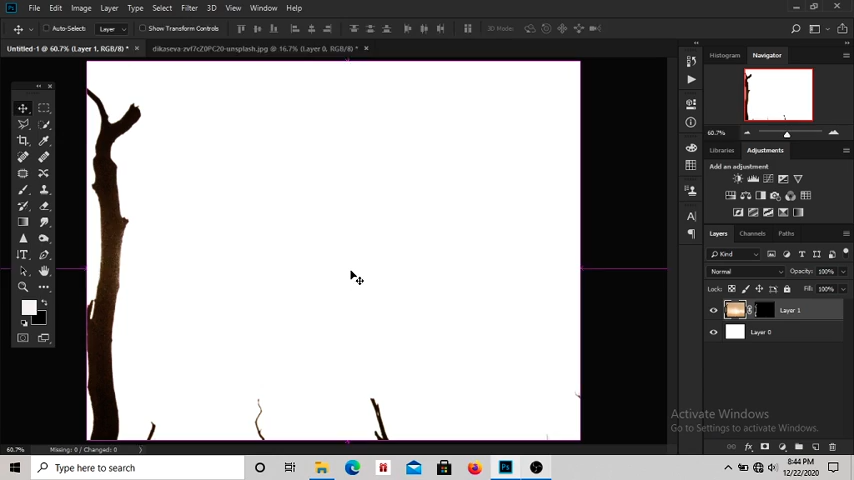 Ps File Edit Image Layer Type Select Filter 3D View Window Help
Auto-Select: Layer Show Transform Controls 3D Mode:
Untitled-1 @ 60.7% (Layer 1, RGB/8) * dikaseva-zvf7cZ0PC20-unsplash.jpg @ 16.7% (Layer 0, RGB/8) *
Histogram Navigator
60.7%
Libraries Adjustments
Add an adjustment
Layers Channels Paths
Kind
Normal Opacity: 100%
Lock: Fill: 100%
Layer 1
Layer 0
Activate Windows
Go to Settings to activate Windows.
60.7% Missing: 0 / Changed: 0
Type here to search
Ps
8:44 PM
12/22/2020